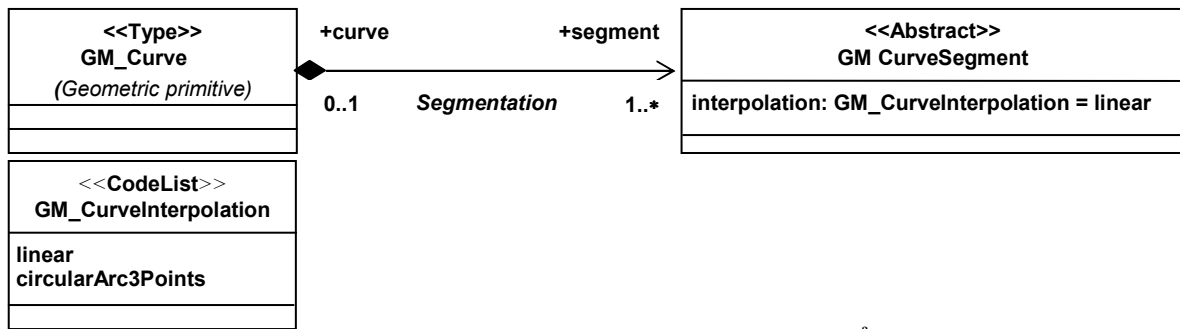 <<Type>>
GM_Curve
(Geometric primitive)
+curve
+segment
0..1
Segmentation
1..*
<<Abstract>>
GM CurveSegment
interpolation: GM_CurveInterpolation = linear
<<CodeList>>
GM_CurveInterpolation
linear
circularArc3Points